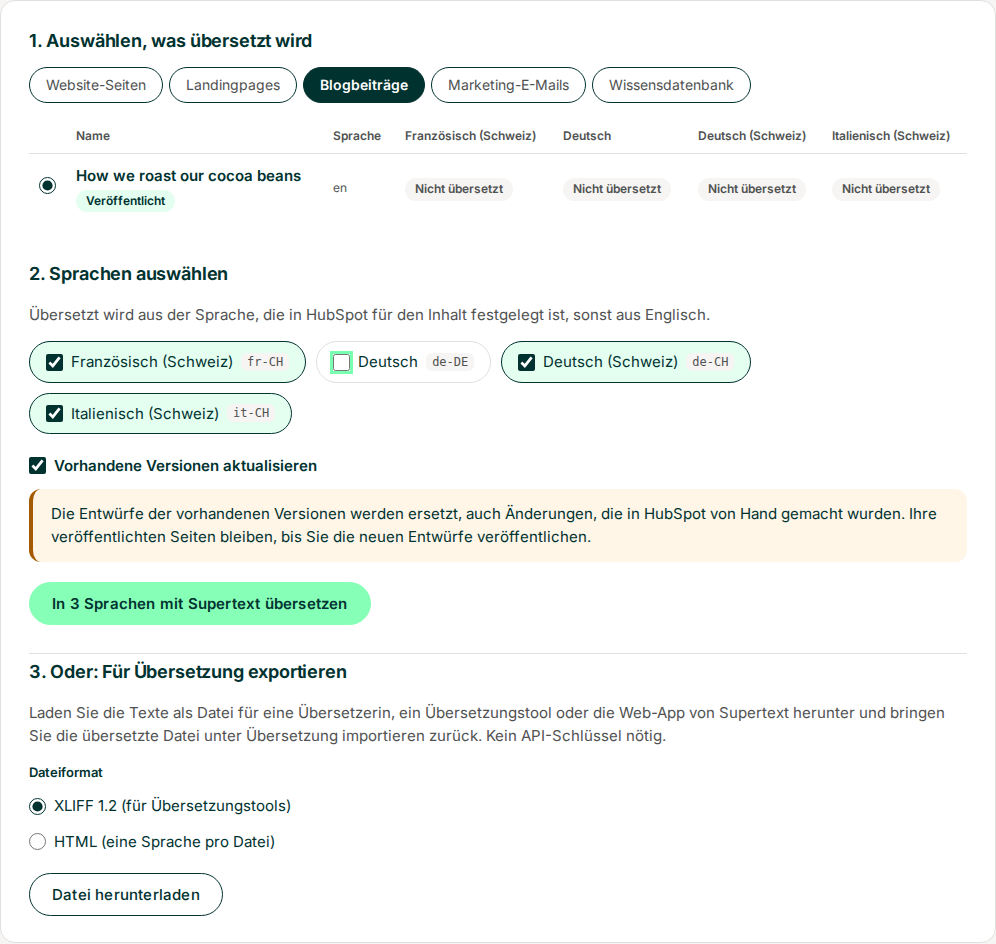 1. Auswählen, was übersetzt wird
Website-Seiten Landingpages Blogbeiträge Marketing-E-Mails Wissensdatenbank
Name Sprache Französisch (Schweiz) Deutsch Deutsch (Schweiz) Italienisch (Schweiz)
How we roast our cocoa beans
Veröffentlicht
en Nicht übersetzt Nicht übersetzt Nicht übersetzt Nicht übersetzt
2. Sprachen auswählen
Übersetzt wird aus der Sprache, die in HubSpot für den Inhalt festgelegt ist, sonst aus Englisch.
Französisch (Schweiz) fr-CH Deutsch de-DE Deutsch (Schweiz) de-CH
Italienisch (Schweiz) it-CH
Vorhandene Versionen aktualisieren
Die Entwürfe der vorhandenen Versionen werden ersetzt, auch Änderungen, die in HubSpot von Hand gemacht wurden. Ihre
veröffentlichten Seiten bleiben, bis Sie die neuen Entwürfe veröffentlichen.
In 3 Sprachen mit Supertext übersetzen
3. Oder: Für Übersetzung exportieren
Laden Sie die Texte als Datei für eine Übersetzerin, ein Übersetzungstool oder die Web-App von Supertext herunter und bringen
Sie die übersetzte Datei unter Übersetzung importieren zurück. Kein API-Schlüssel nötig.
Dateiformat
XLIFF 1.2 (für Übersetzungstools)
HTML (eine Sprache pro Datei)
Datei herunterladen